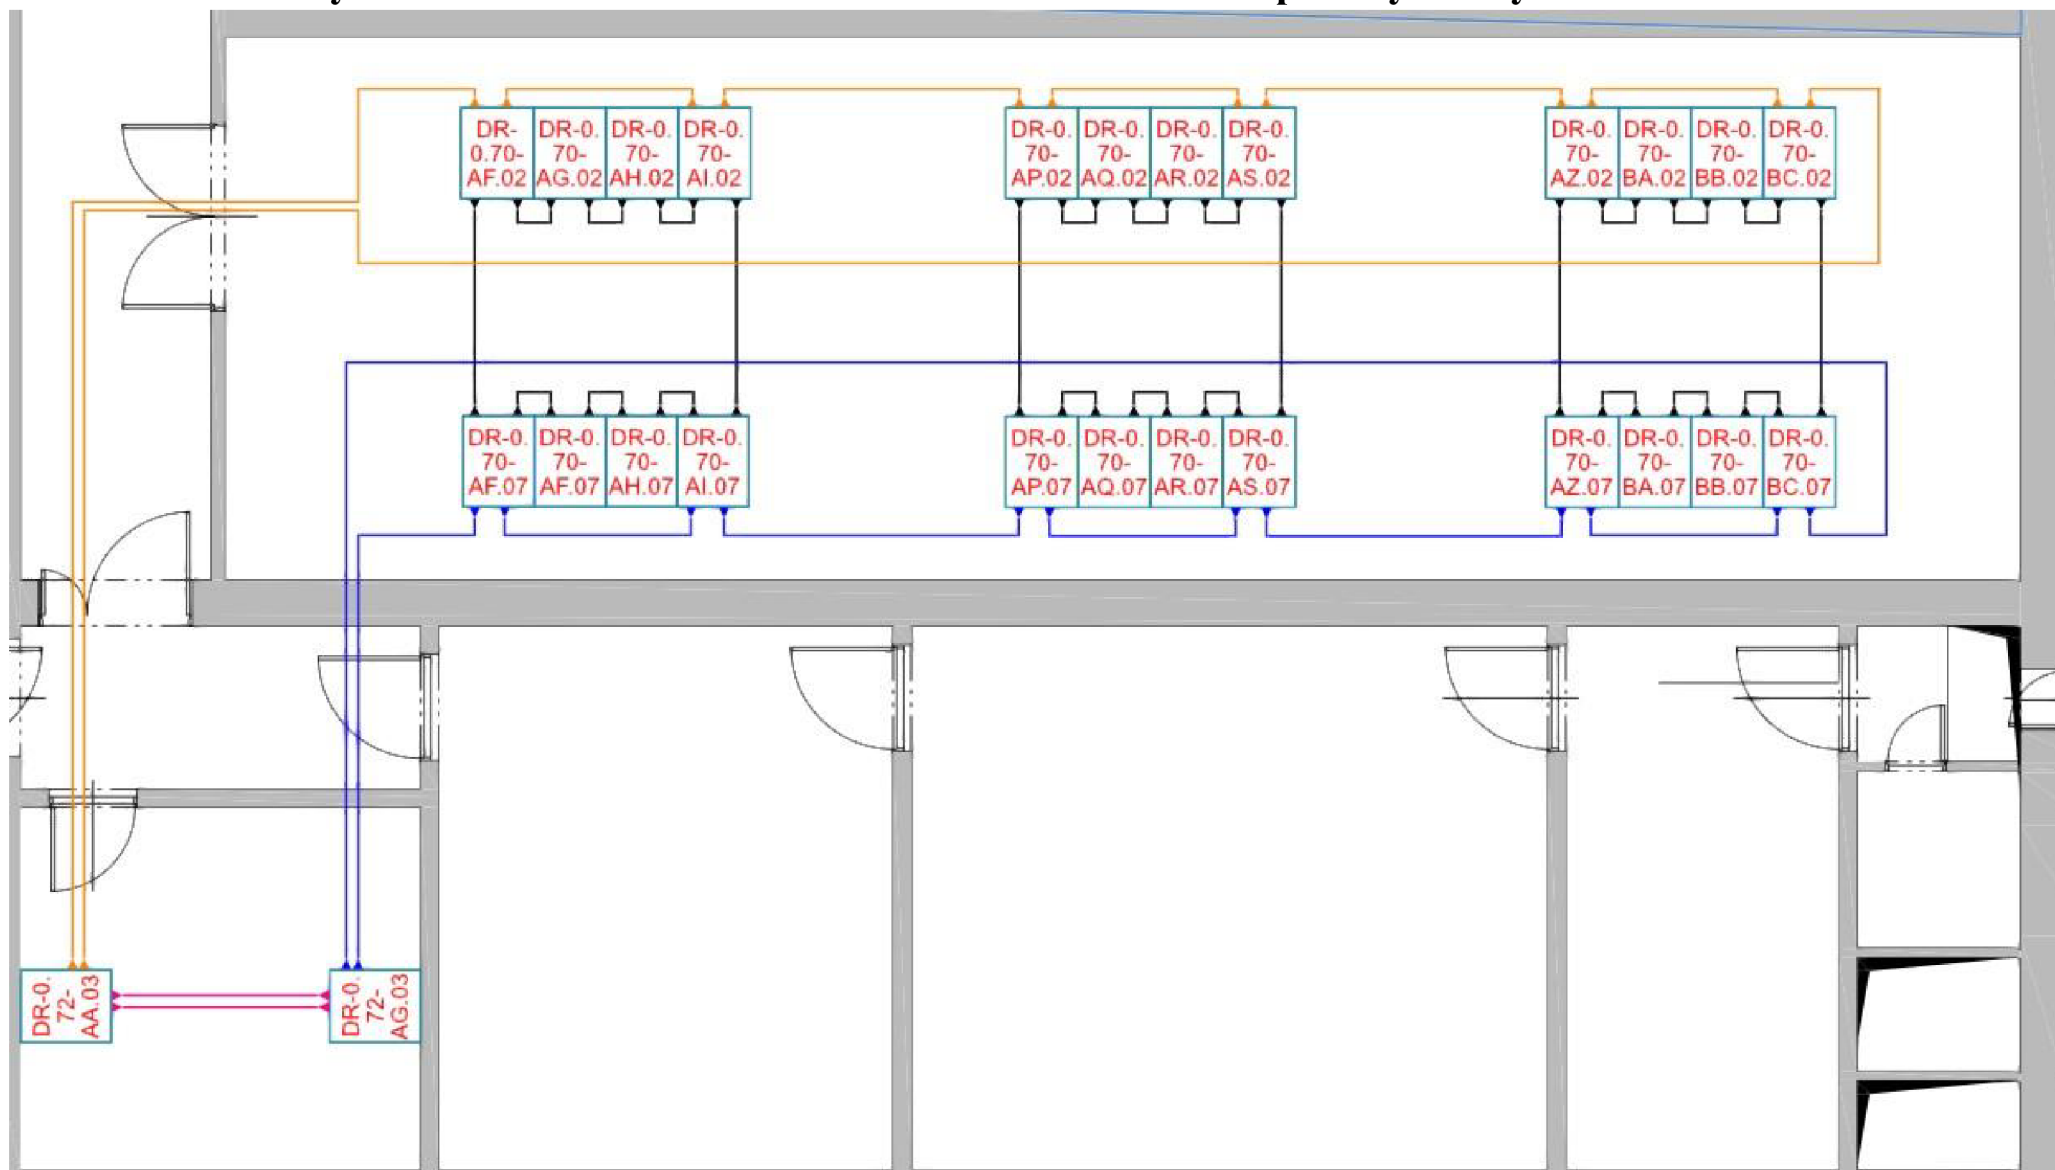 DR-
0.70-
AF.02
DR-0.
70-
AG.02
DR-0.
70-
AH.02
DR-0.
70-
AI.02
DR-0.
70-
AP.02
DR-0.
70-
AQ.02
DR-0.
70-
AR.02
DR-0.
70-
AS.02
DR-0.
70-
AZ.02
DR-0.
70-
BA.02
DR-0.
70-
BB.02
DR-0.
70-
BC.02
DR-0.
70-
AF.07
DR-0.
70-
AF.07
DR-0.
70-
AH.07
DR-0.
70-
AI.07
DR-0.
70-
AP.07
DR-0.
70-
AQ.07
DR-0.
70-
AR.07
DR-0.
70-
AS.07
DR-0.
70-
AZ.07
DR-0.
70-
BA.07
DR-0.
70-
BB.07
DR-0.
70-
BC.07
DR-0.
72-
AA.03
DR-0.
72-
AG.03